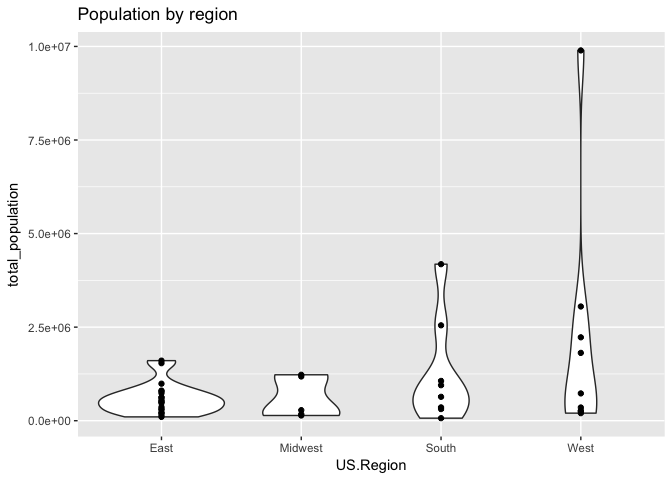 Population by region
1.0e+07
7.5e+06
5.0e+06
2.5e+06
0.0e+00
total_population
East Midwest South West
US.Region